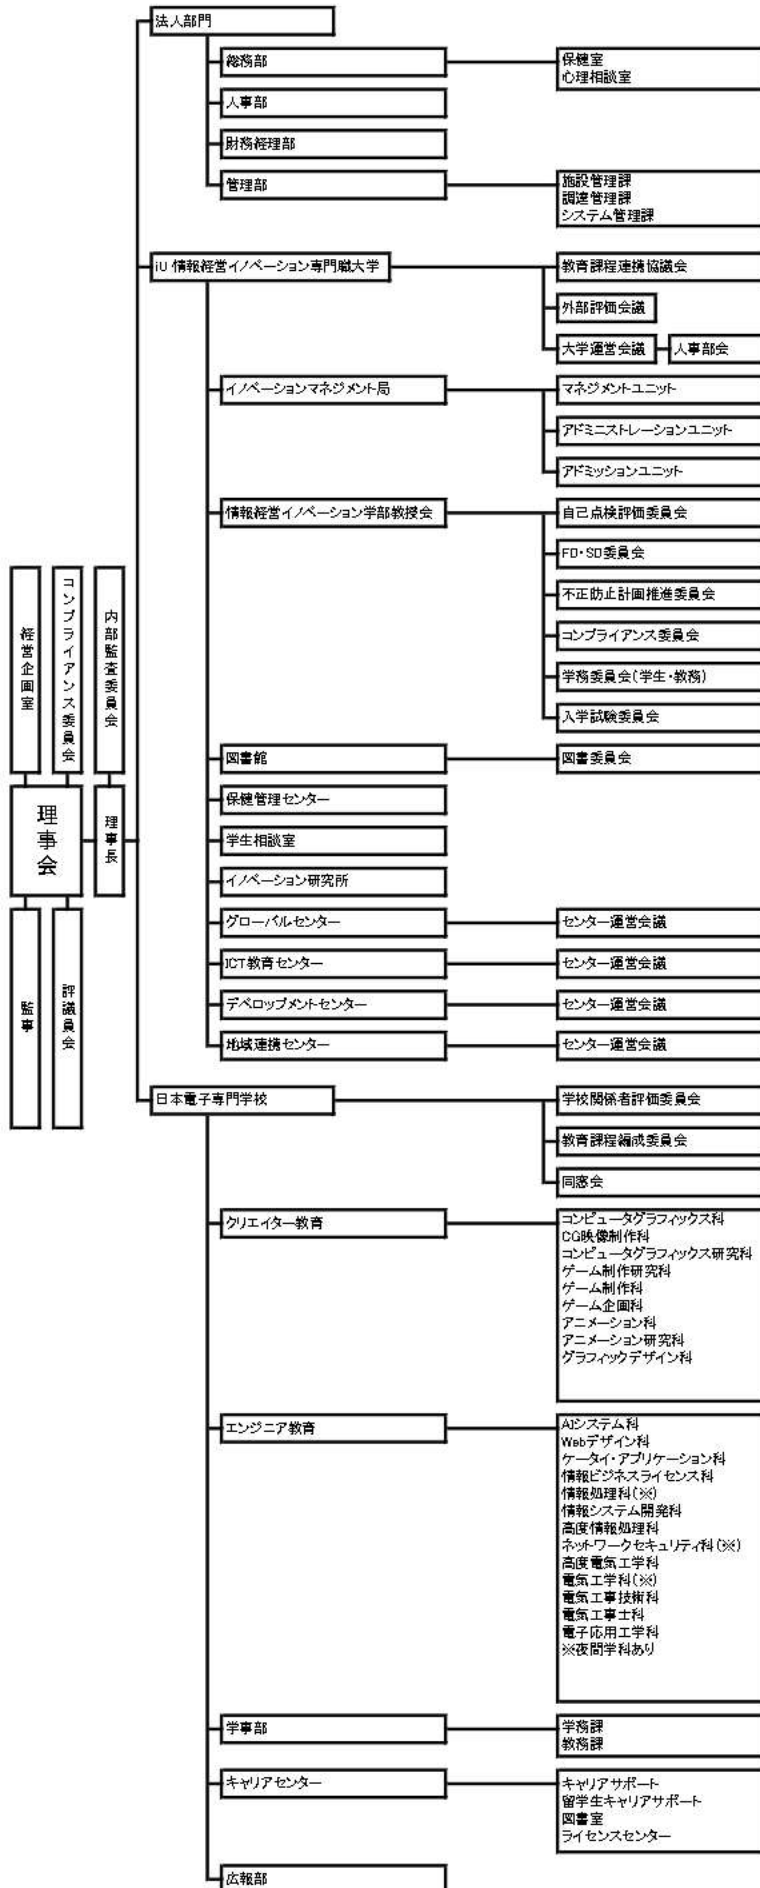 法人部門
総務部
保健室
心理相談室
人事部
財務経理部
管理部
施設管理課
調達管理課
システム管理課
iU 情報経営イノベーション専門職大学
教育課程連携協議会
外部評価会議
大学運営会議
人事部会
イノベーションマネジメント局
マネジメントユニット
アドミニストレーションユニット
アドミッションユニット
情報経営イノベーション学部教授会
自己点検評価委員会
FD・SD委員会
不正防止計画推進委員会
コンプライアンス委員会
学務委員会(学生・教務)
入学試験委員会
経営企画室
コンプライアンス委員会
内部監査委員会
図書館
図書委員会
理事会
理事長
保健管理センター
学生相談室
イノベーション研究所
監事
評議員会
グローバルセンター
センター運営会議
ICT教育センター
センター運営会議
デベロップメントセンター
センター運営会議
地域連携センター
センター運営会議
日本電子専門学校
学校関係者評価委員会
教育課程編成委員会
同窓会
クリエイター教育
コンピュータグラフィックス科
CG映像制作科
コンピュータグラフィックス研究科
ゲーム制作研究科
ゲーム制作科
ゲーム企画科
アニメーション科
アニメーション研究科
グラフィックデザイン科
エンジニア教育
AIシステム科
Webデザイン科
ケータイ・アプリケーション科
情報ビジネスライセンス科
情報処理科(※)
情報システム開発科
高度情報処理科
ネットワークセキュリティ科(※)
高度電気工学科
電気工学科(※)
電気工事技術科
電気工事士科
電子応用工学科
※夜間学科あり
学事部
学務課
教務課
キャリアセンター
キャリアサポート
留学生キャリアサポート
図書室
ライセンスセンター
広報部